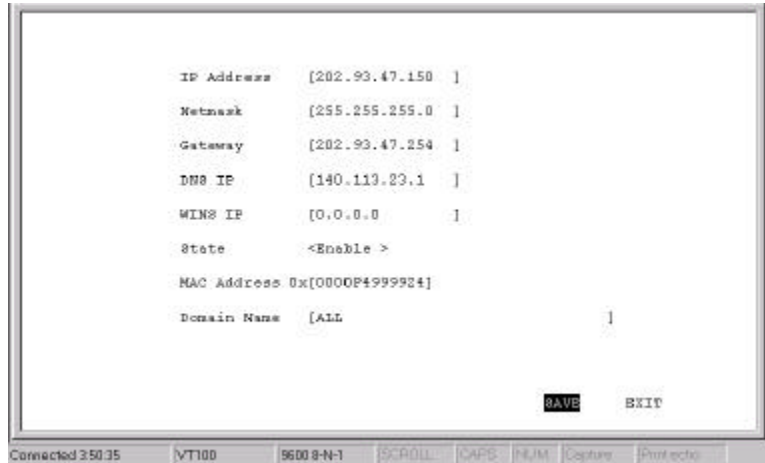 IP Address [202.93.47.150 ]
Netmask [255.255.255.0 ]
Gateway [202.93.47.254 ]
DNS IP [140.113.23.1 ]
WINS IP [0.0.0.0 ]
State <Enable >
MAC Address 0x[0000F4999924]
Domain Name [ALL ]
SAVE EXIT
Connected 3:50:35 VT100 9600 8-N-1 SCROLL CAPS NUM Capture Print echo